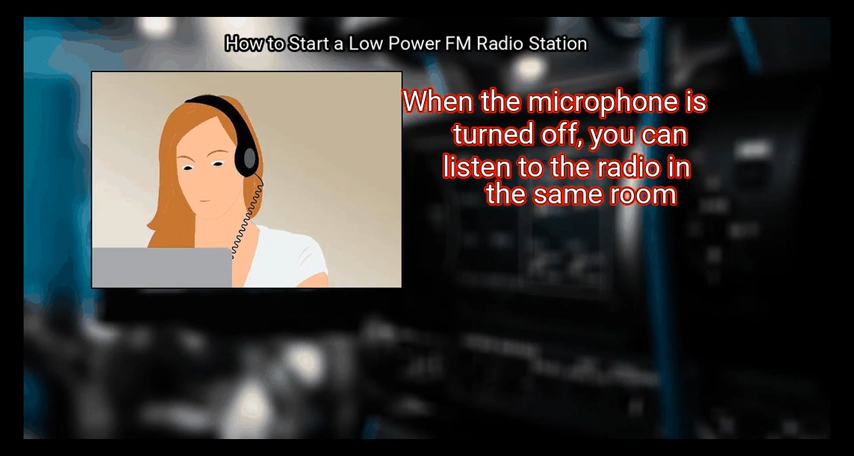 How to Start a Low Power FM Radio Station
When the microphone is
turned off, you can
listen to the radio in
the same room